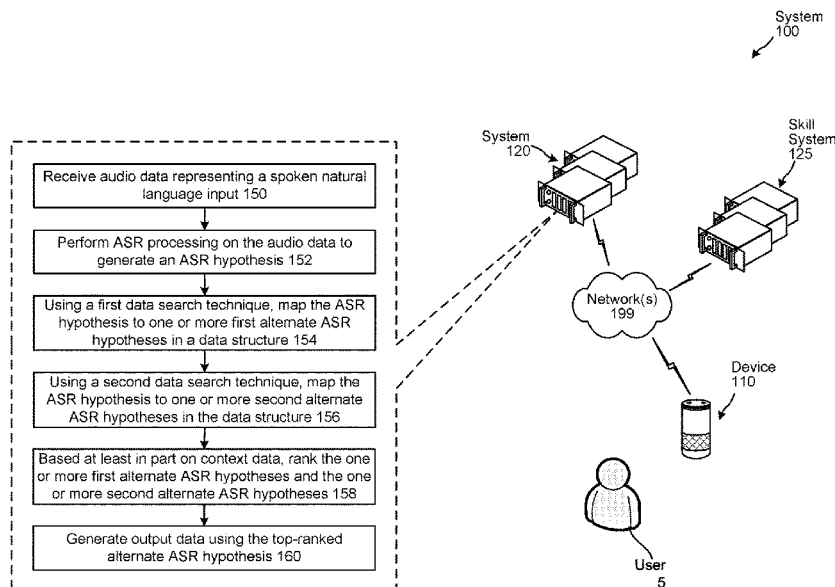 System
100
System
120
Skill
System
125
Receive audio data representing a spoken natural
language input 150
Perform ASR processing on the audio data to
generate an ASR hypothesis 152
Using a first data search technique, map the ASR
hypothesis to one or more first alternate ASR
hypotheses in a data structure 154
Using a second data search technique, map the
ASR hypothesis to one or more second alternate
ASR hypotheses in the data structure 156
Based at least in part on context data, rank the one
or more first alternate ASR hypotheses and the one
or more second alternate ASR hypotheses 158
Generate output data using the top-ranked
alternate ASR hypothesis 160
Network(s)
199
Device
110
User
5